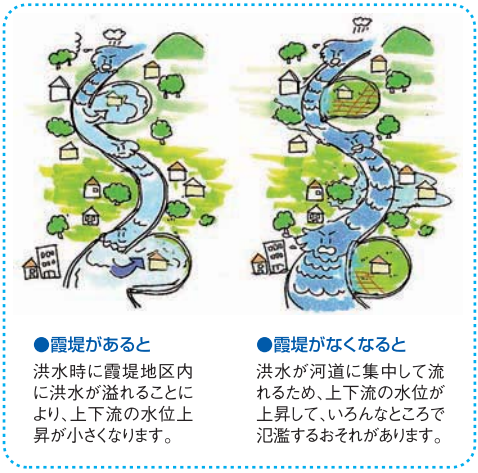 ●霞堤があると
洪水時に霞堤地区内
に洪水が溢れることに
より、上下流の水位上
昇が小さくなります。
●霞堤がなくなると
洪水が河道に集中して流
れるため、上下流の水位が
上昇して、いろんなところで
氾濫するおそれがあります。